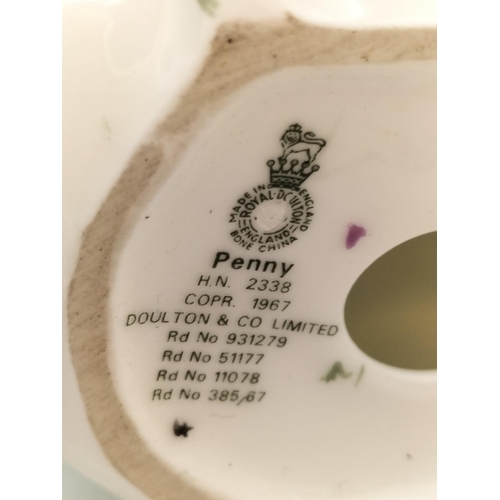 MADE IN ENGLAND
ROYAL·DOULTON
ENGLAND
BONE CHINA
Penny
H.N. 2338
COPR. 1967
DOULTON & CO LIMITED
Rd No 931279
Rd No 51177
Rd No 11078
Rd No 385/67